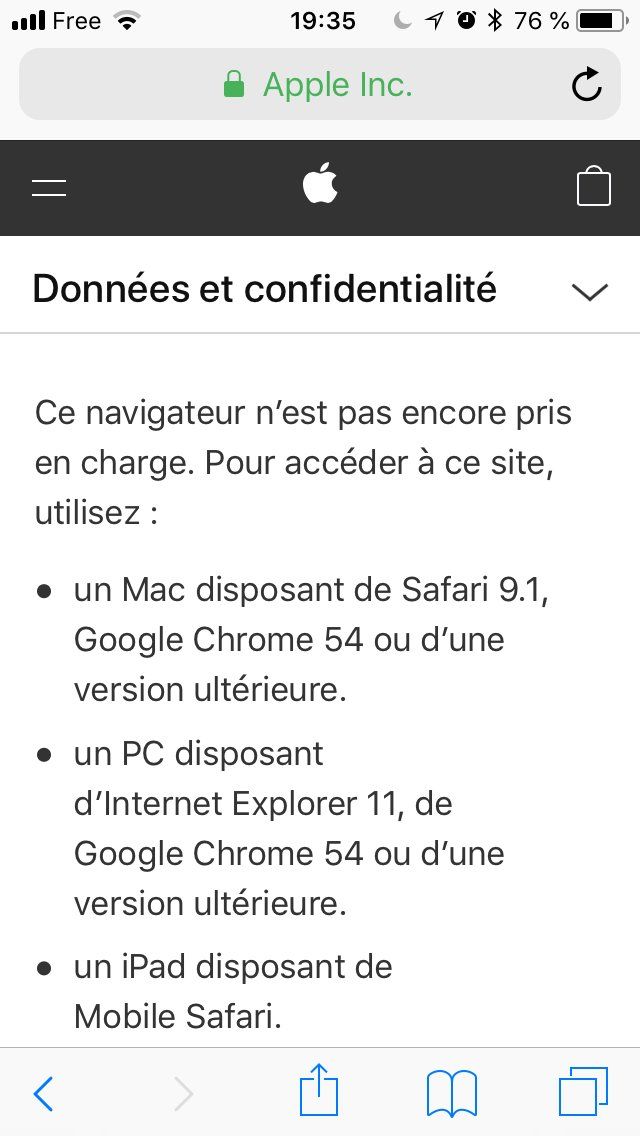 Free 19:35 76 %
Apple Inc.
Données et confidentialité
Ce navigateur n’est pas encore pris
en charge. Pour accéder à ce site,
utilisez :
• un Mac disposant de Safari 9.1,
Google Chrome 54 ou d’une
version ultérieure.
• un PC disposant
d’Internet Explorer 11, de
Google Chrome 54 ou d’une
version ultérieure.
• un iPad disposant de
Mobile Safari.